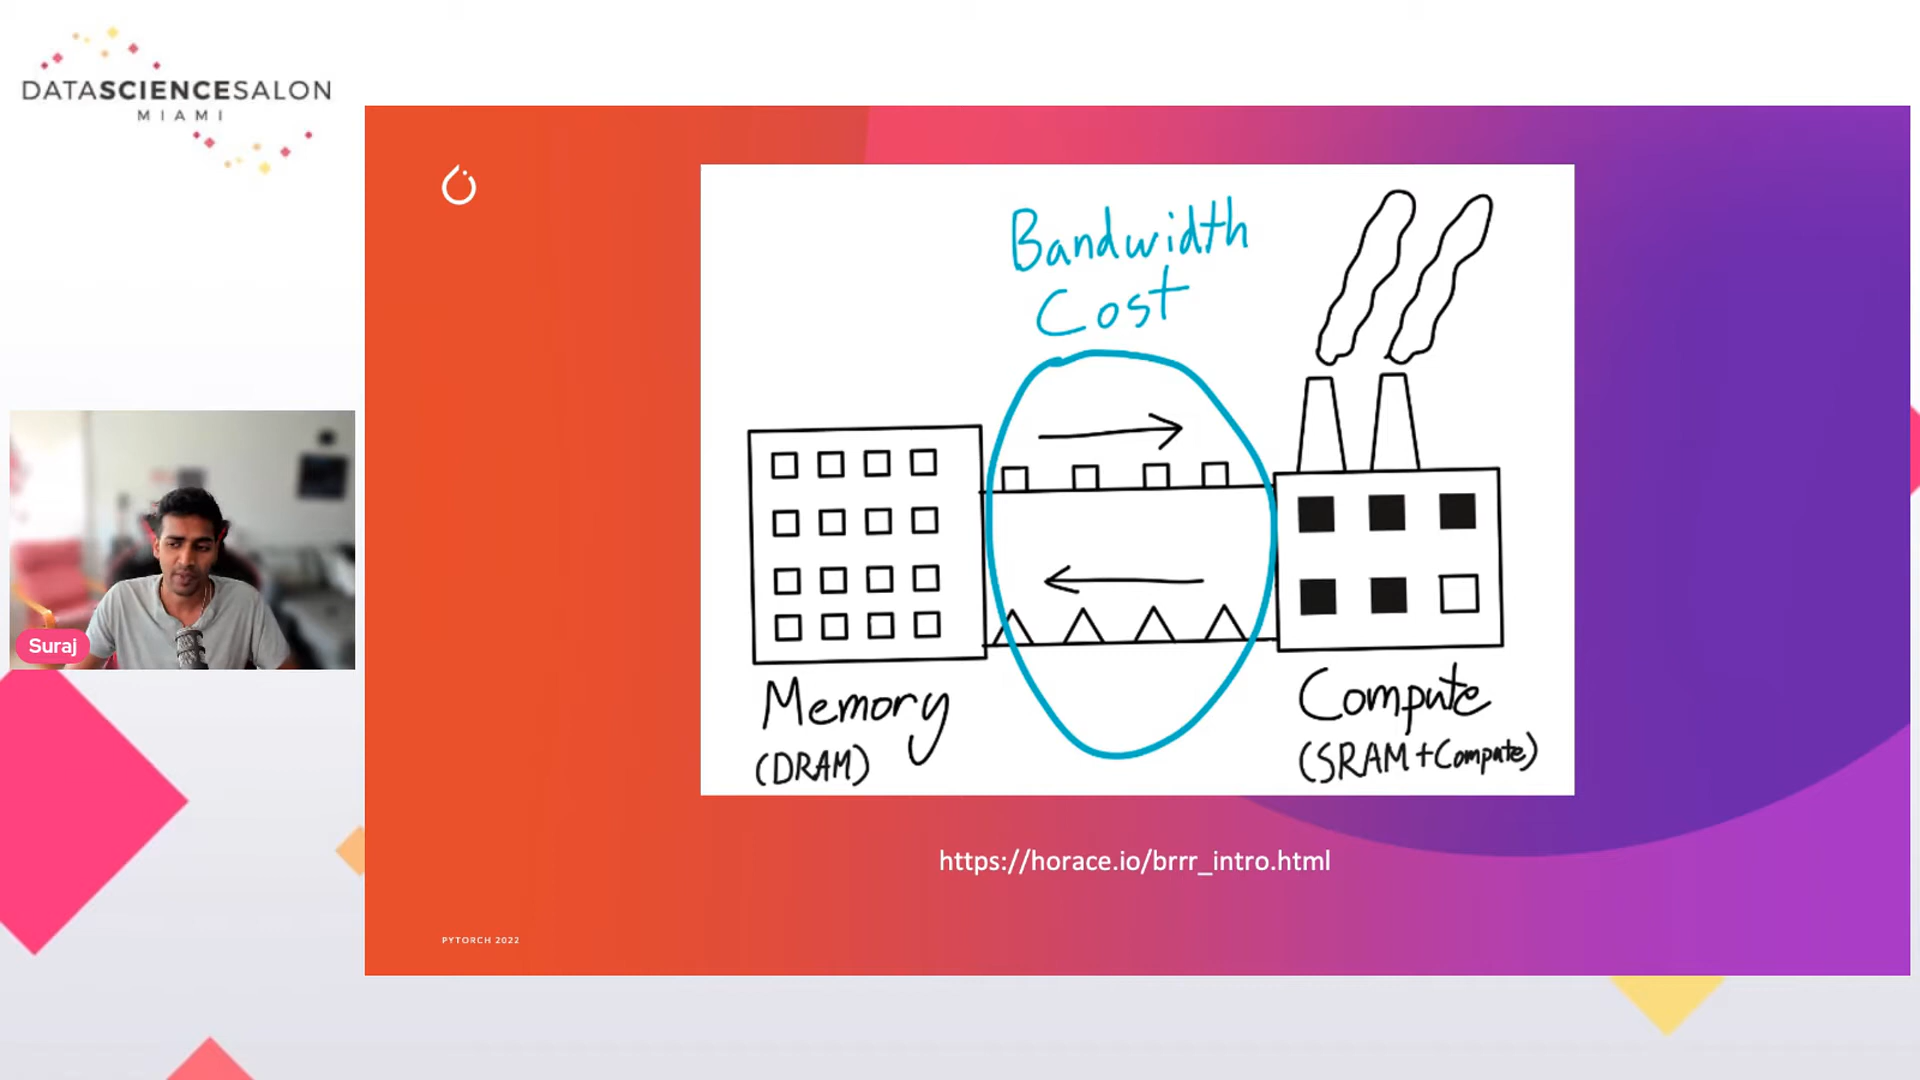 DATASCIENCESALON
MIAMI
Bandwidth
Cost
Memory
(DRAM)
Compute
(SRAM+Compute)
https://horace.io/brrr_intro.html
PYTORCH 2022
Suraj